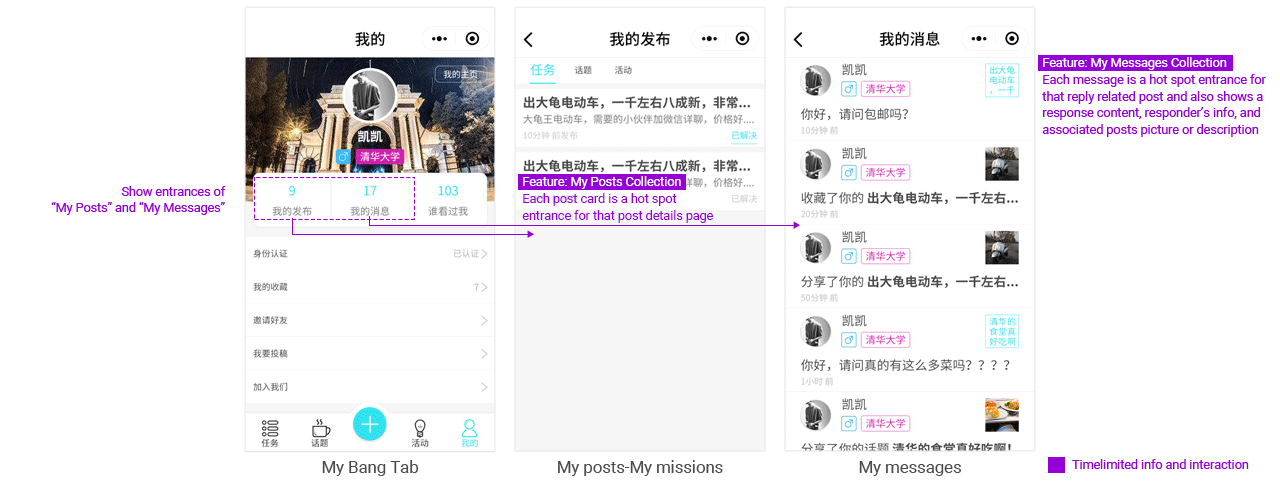 Show entrances of
“My Posts” and “My Messages”
我的
我的主页
凯凯
清华大学
9
17
103
我的发布
我的消息
谁看过我
身份认证
已认证
我的收藏
7
邀请好友
我要投稿
加入我们
任务
话题
活动
我的
My Bang Tab
我的发布
任务
话题
活动
出大龟电动车，一千左右八成新，非常...
大龟王电动车，需要的小伙伴加微信详聊，价格好....
10分钟 前发布
已解决
出大龟电动车，一千左右八成新，非常...
详聊，价格好....
已解决
Feature: My Posts Collection
Each post card is a hot spot
entrance for that post details page
My posts-My missions
我的消息
凯凯
清华大学
出大龟
电动车
，一千
你好，请问包邮吗？
10分钟 前
凯凯
清华大学
收藏了你的 出大龟电动车，一千左右...
20分钟 前
凯凯
清华大学
分享了你的 出大龟电动车，一千左右...
50分钟 前
凯凯
清华大学
清华的
食堂真
好吃啊
你好，请问真的有这么多菜吗？？？？
1小时 前
凯凯
清华大学
分享了你的话题 清华的食堂真好吃啊！
My messages
Feature: My Messages Collection
Each message is a hot spot entrance for
that reply related post and also shows a
response content, responder’s info, and
associated posts picture or description
Timelimited info and interaction